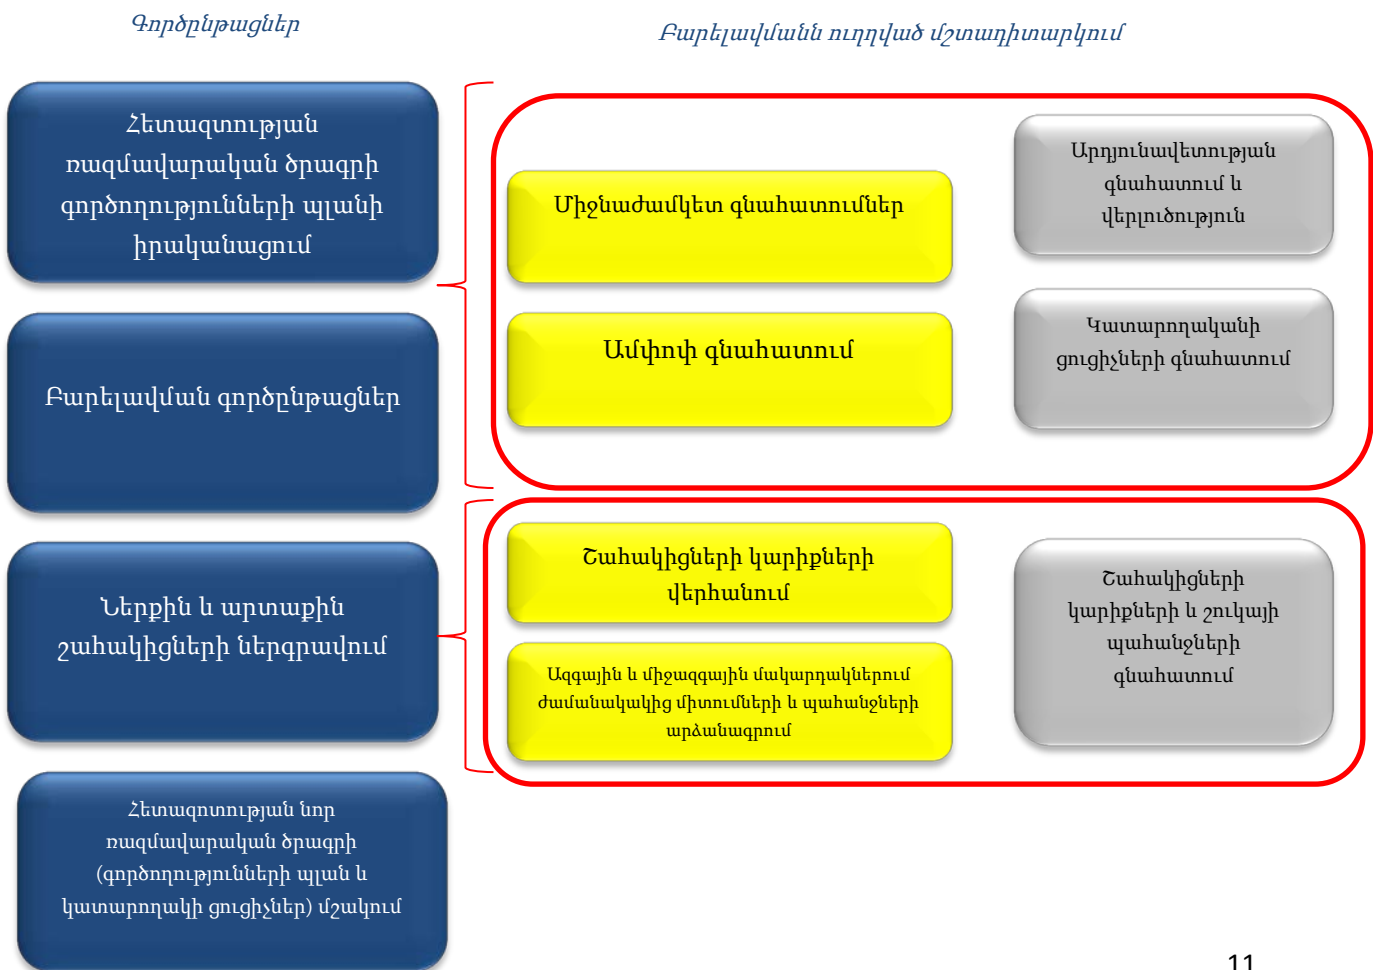 Գործընթացներ
Բարելավմանն ուղղված մշտադիտարկում
Հետազտության
ռազմավարական ծրագրի
գործողությունների պլանի
իրականացում
Բարելավման գործընթացներ
Ներքին և արտաքին
շահակիցների ներգրավում
Հետազոտության նոր
ռազմավարական ծրագրի
(գործողությունների պլան և
կատարողակի ցուցիչներ) մշակում
Միջնաժամկետ գնահատումներ
Ամփոփ գնահատում
Արդյունավետության
գնահատում և
վերլուծություն
Կատարողականի
ցուցիչների գնահատում
Շահակիցների կարիքների
վերհանում
Ազգային և միջազգային մակարդակներում
ժամանակակից միտումների և պահանջների
արձանագրում
Շահակիցների
կարիքների և շուկայի
պահանջների
գնահատում
11